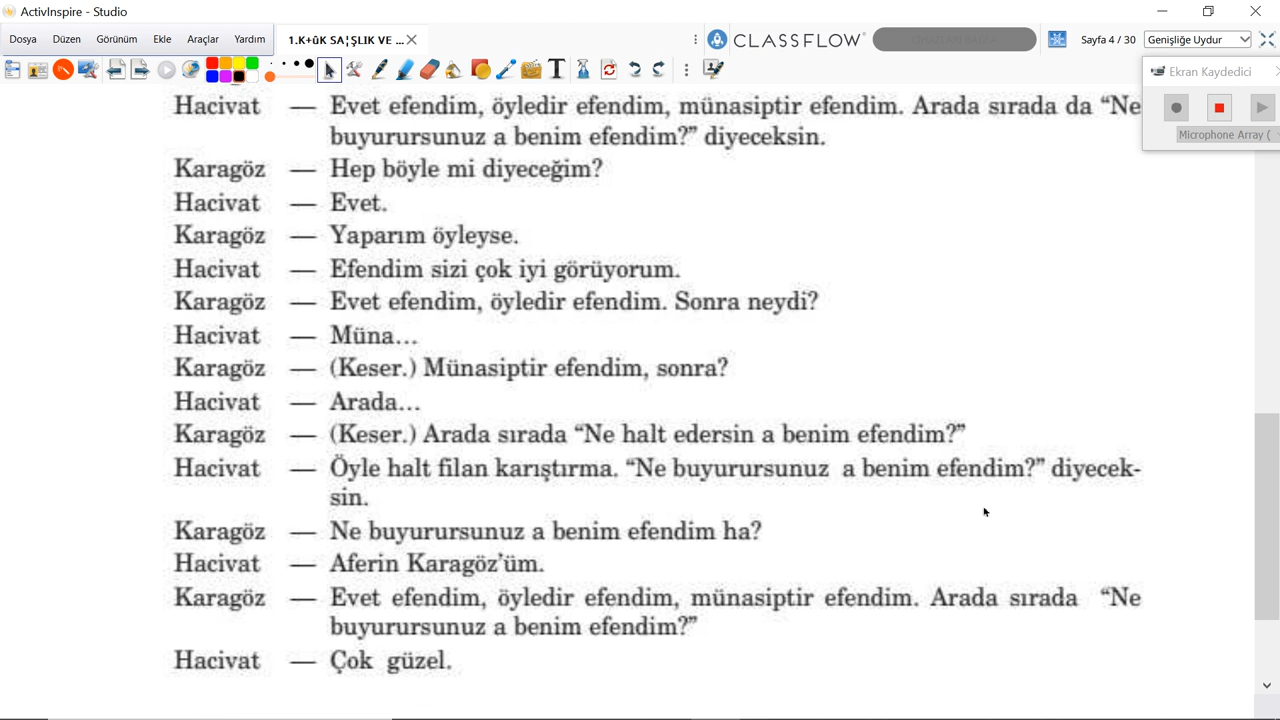 ActivInspire - Studio
Dosya Düzen Görünüm Ekle Araçlar Yardım 1.K+ûK SA¦ŞLIK VE ... CLASSFLOW Sayfa 4 / 30 Genişliğe Uydur
Ekran Kaydedici
Microphone Array (
Hacivat — Evet efendim, öyledir efendim, münasiptir efendim. Arada sırada da “Ne
buyurursunuz a benim efendim?” diyeceksin.
Karagöz — Hep böyle mi diyeceğim?
Hacivat — Evet.
Karagöz — Yaparım öyleyse.
Hacivat — Efendim sizi çok iyi görüyorum.
Karagöz — Evet efendim, öyledir efendim. Sonra neydi?
Hacivat — Müna...
Karagöz — (Keser.) Münasiptir efendim, sonra?
Hacivat — Arada...
Karagöz — (Keser.) Arada sırada “Ne halt edersin a benim efendim?”
Hacivat — Öyle halt filan karıştırma. “Ne buyurursunuz a benim efendim?” diyecek-
sin.
Karagöz — Ne buyurursunuz a benim efendim ha?
Hacivat — Aferin Karagöz’üm.
Karagöz — Evet efendim, öyledir efendim, münasiptir efendim. Arada sırada “Ne
buyurursunuz a benim efendim?”
Hacivat — Çok güzel.